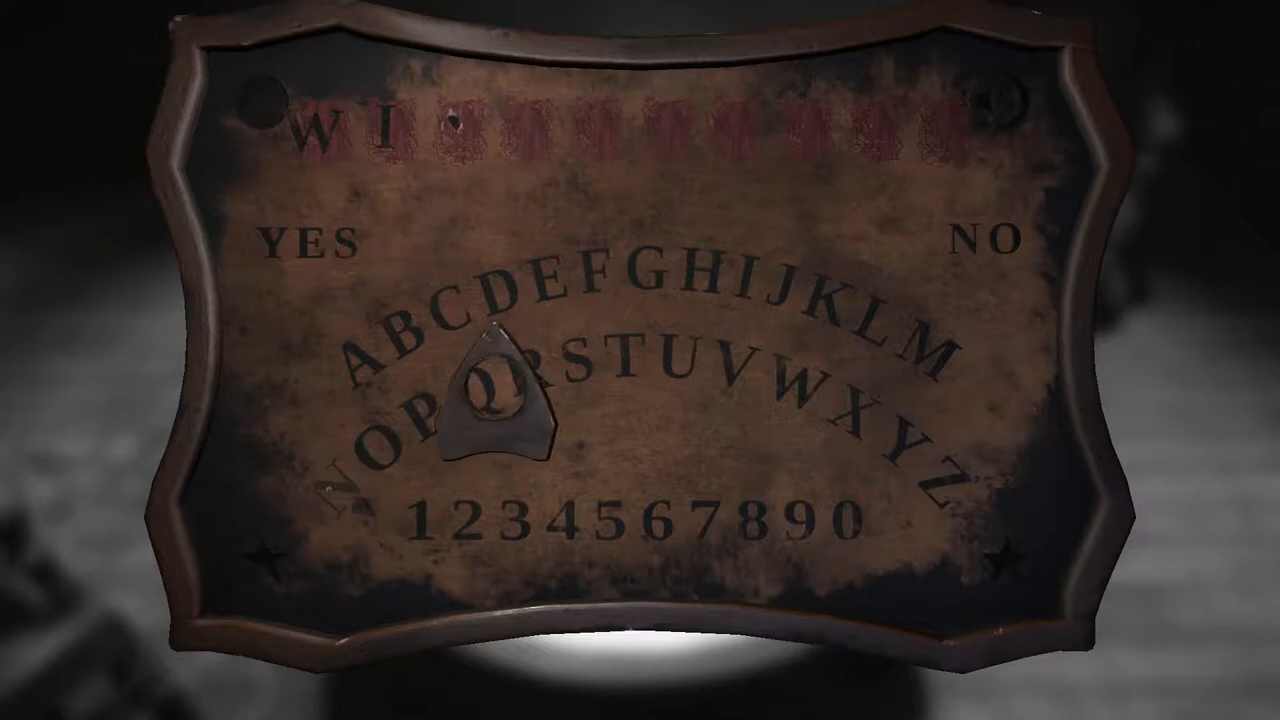 W I
YES NO
ABCDEFGHIJKLM
NOPQRSTUVWXYZ
1234567890